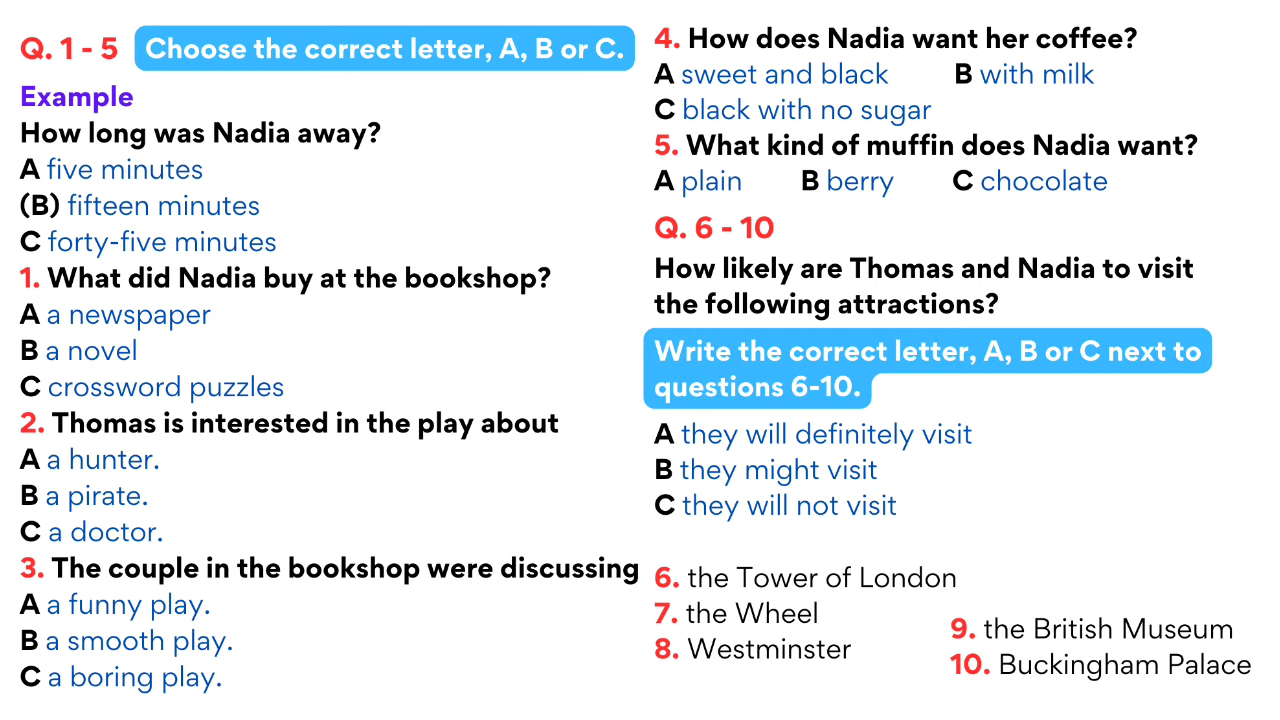 Q. 1 - 5 Choose the correct letter, A, B or C.
Example
How long was Nadia away?
A five minutes
(B) fifteen minutes
C forty-five minutes
1. What did Nadia buy at the bookshop?
A a newspaper
B a novel
C crossword puzzles
2. Thomas is interested in the play about
A a hunter.
B a pirate.
C a doctor.
3. The couple in the bookshop were discussing
A a funny play.
B a smooth play.
C a boring play.
4. How does Nadia want her coffee?
A sweet and black B with milk
C black with no sugar
5. What kind of muffin does Nadia want?
A plain B berry C chocolate
Q. 6 - 10
How likely are Thomas and Nadia to visit
the following attractions?
Write the correct letter, A, B or C next to
questions 6-10.
A they will definitely visit
B they might visit
C they will not visit
6. the Tower of London
7. the Wheel
8. Westminster
9. the British Museum
10. Buckingham Palace